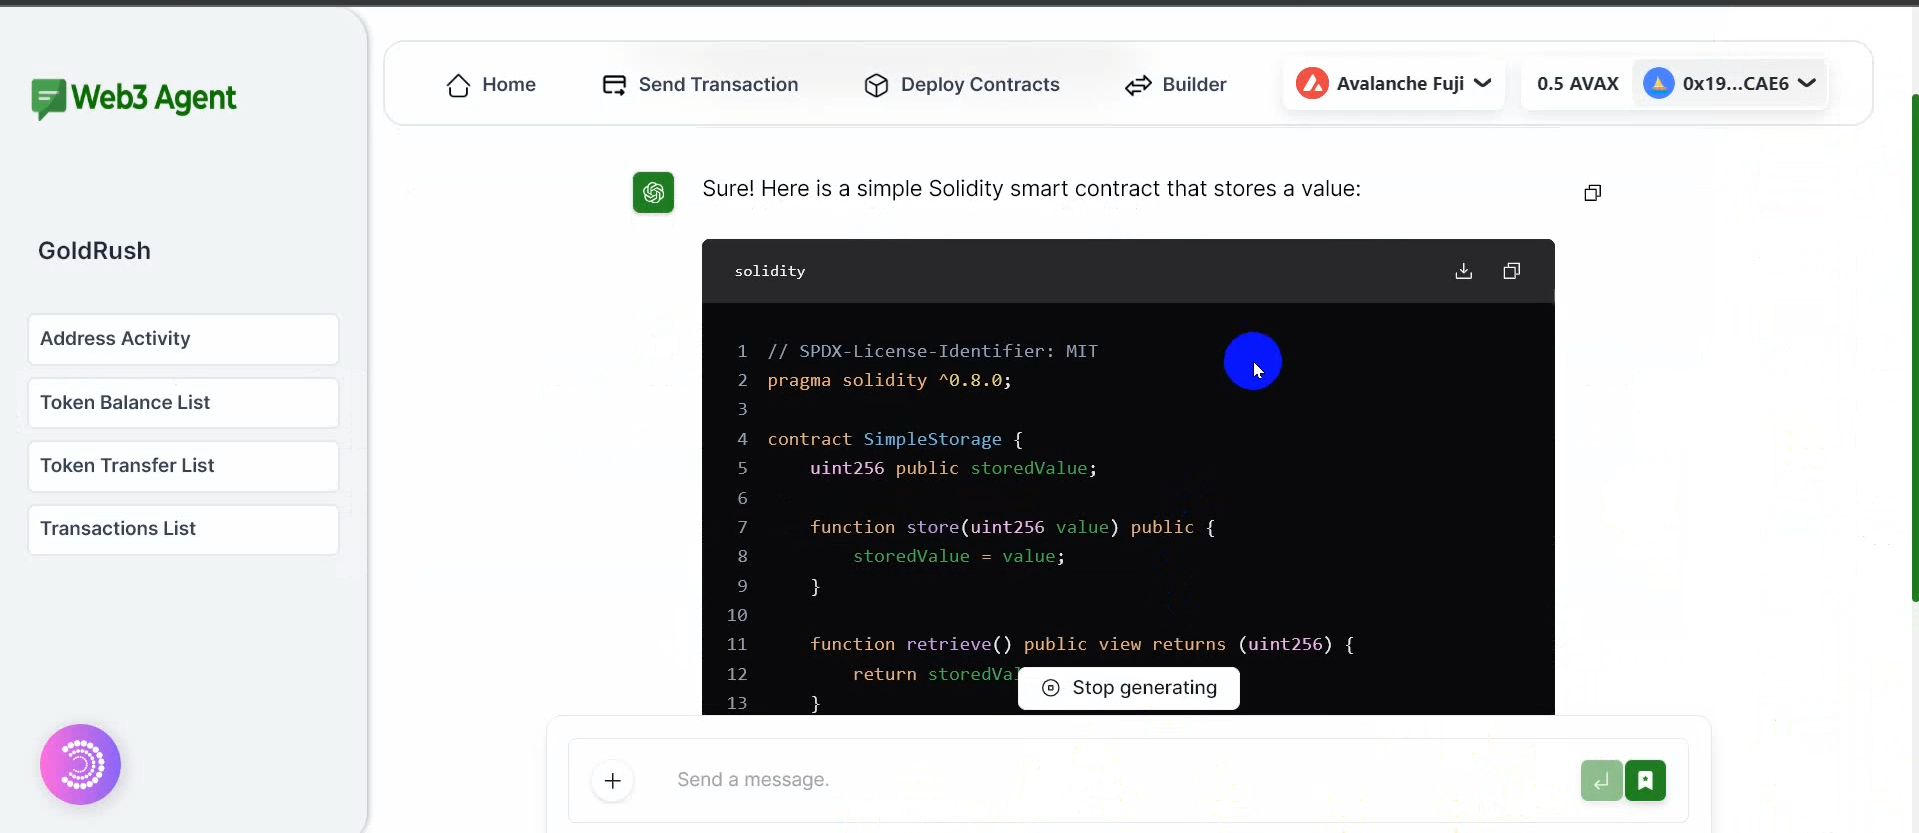 Web3 Agent
Home
Send Transaction
Deploy Contracts
Builder
Avalanche Fuji
0.5 AVAX
0x19...CAE6
GoldRush
Address Activity
Token Balance List
Token Transfer List
Transactions List
Sure! Here is a simple Solidity smart contract that stores a value:
solidity
1 // SPDX-License-Identifier: MIT
2 pragma solidity ^0.8.0;
3
4 contract SimpleStorage {
5     uint256 public storedValue;
6
7     function store(uint256 value) public {
8         storedValue = value;
9     }
10
11     function retrieve() public view returns (uint256) {
12         return storedVal
13     }
Stop generating
Send a message.